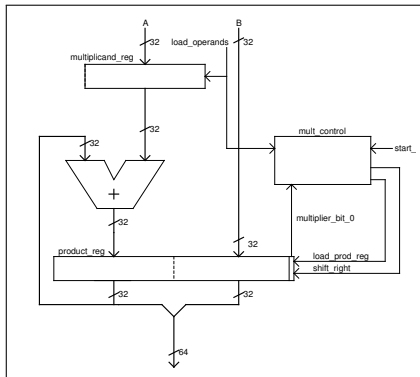 A
B
32
load_operands
32
multiplicand_reg
32
mult_control
32
start_
+
32
multiplier_bit_0
32
product_reg
load_prod_reg
shift_right
32
32
64